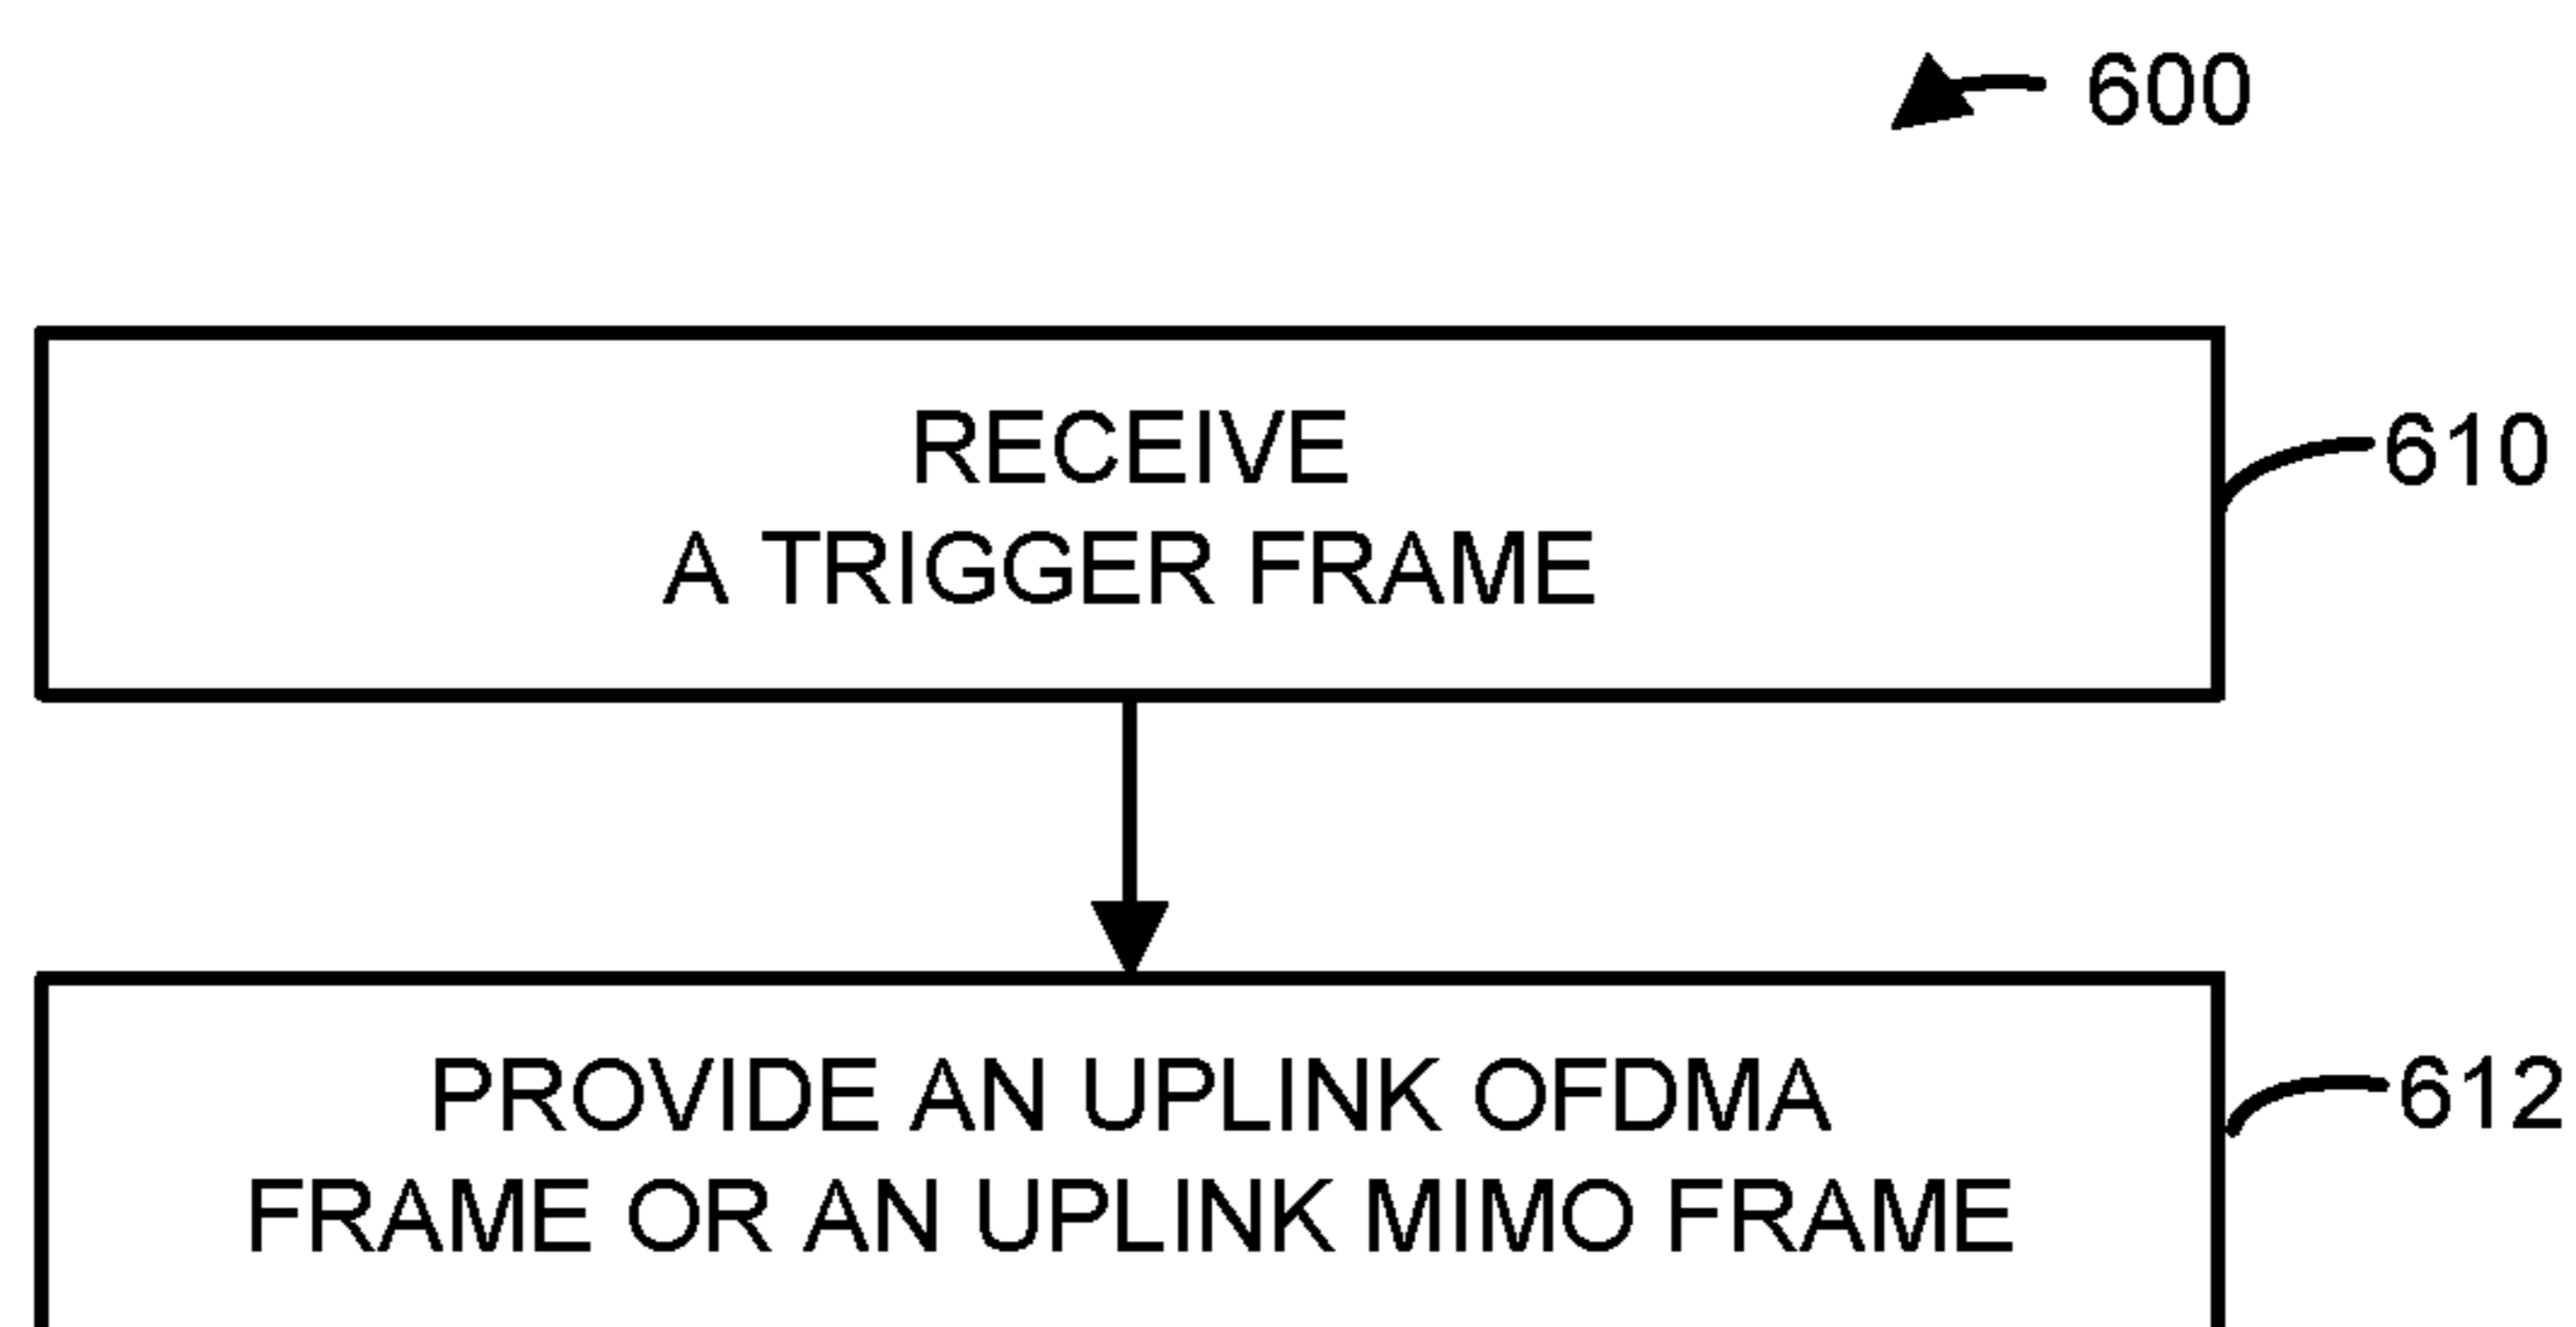 600
RECEIVE
A TRIGGER FRAME
610
PROVIDE AN UPLINK OFDMA
FRAME OR AN UPLINK MIMO FRAME
612